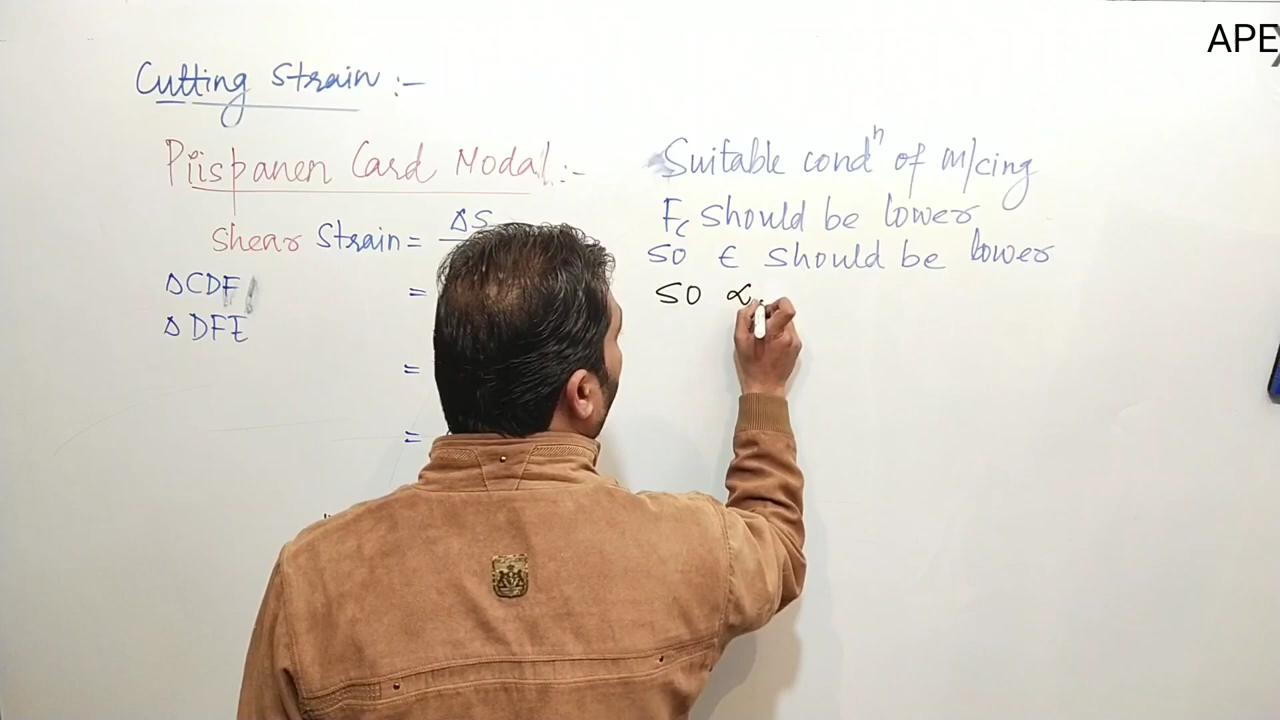 APEX
Cutting Strain :-
Piispanen Card Modal :-
Shear Strain = ΔS
ΔCDF =
ΔDFE
=
=
Suitable condⁿ of m/cing
Fc should be lower
SO ϵ should be lower
SO ∝